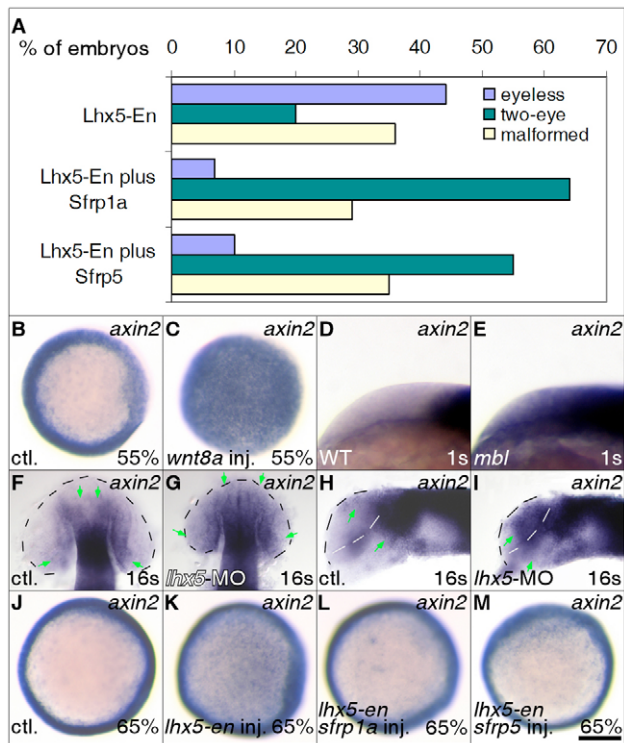 A
% of embryos
0 10 20 30 40 50 60 70
eyeless
two-eye
malformed
Lhx5-En
Lhx5-En plus
Sfrp1a
Lhx5-En plus
Sfrp5
B axin2
ctl. 55%
C axin2
wnt8a inj. 55%
D axin2
WT 1s
E axin2
mbl 1s
F axin2
ctl. 16s
G axin2
lhx5-MO 16s
H axin2
ctl. 16s
I axin2
lhx5-MO 16s
J axin2
ctl. 65%
K axin2
lhx5-en inj. 65%
L axin2
lhx5-en
sfrp1a inj. 65%
M axin2
lhx5-en
sfrp5 inj. 65%